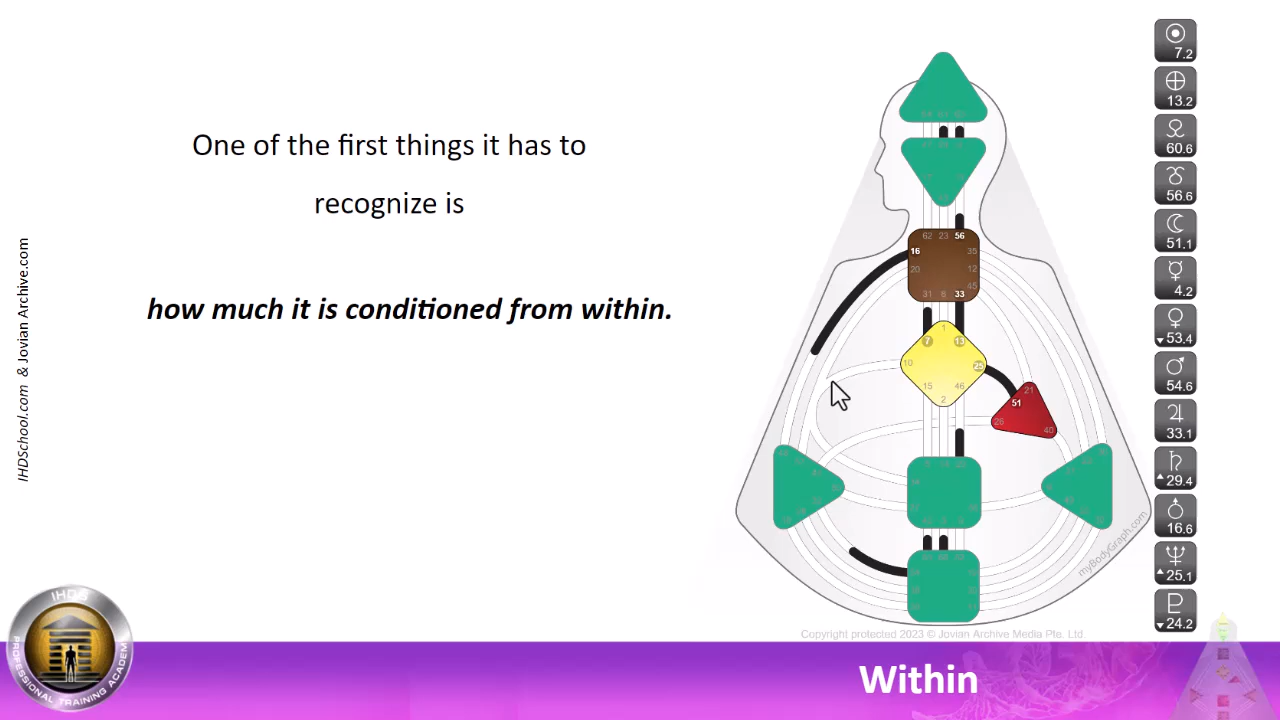 One of the first things it has to
recognize is
how much it is conditioned from within.
IHDSchool.com & Jovian Archive.com
62 23 56
16 35
20 12
45
31 8 33
1
7 13
10 25
15 46
2
21
51
26
40
7.2
13.2
60.6
56.6
51.1
4.2
53.4
54.6
33.1
29.4
16.6
25.1
24.2
myBodyGraph.com
Copyright protected 2023 © Jovian Archive Media Pte. Ltd
IHDS
PROFESSIONAL TRAINING ACADEMY
Within